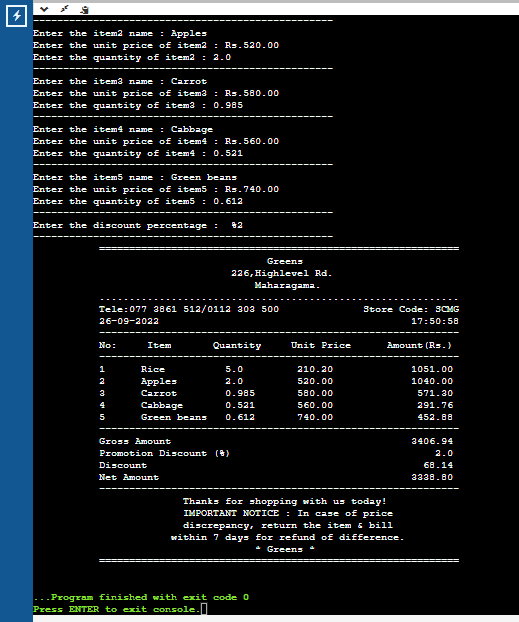 Enter the item2 name : Apples
Enter the unit price of item2 : Rs.520.00
Enter the quantity of item2 : 2.0
Enter the item3 name : Carrot
Enter the unit price of item3 : Rs.580.00
Enter the quantity of item3 : 0.985
Enter the item4 name : Cabbage
Enter the unit price of item4 : Rs.560.00
Enter the quantity of item4 : 0.521
Enter the item5 name : Green beans
Enter the unit price of item5 : Rs.740.00
Enter the quantity of item5 : 0.612
Enter the discount percentage :  %2
Greens
226,Highlevel Rd.
Maharagama.
Tele:077 3861 512/0112 303 500 Store Code: SCMG
26-09-2022 17:50:58
No: Item Quantity Unit Price Amount(Rs.)
1 Rice 5.0 210.20 1051.00
2 Apples 2.0 520.00 1040.00
3 Carrot 0.985 580.00 571.30
4 Cabbage 0.521 560.00 291.76
5 Green beans 0.612 740.00 452.88
Gross Amount 3406.94
Promotion Discount (%) 2.0
Discount 68.14
Net Amount 3338.80
Thanks for shopping with us today!
IMPORTANT NOTICE : In case of price
discrepancy, return the item & bill
within 7 days for refund of difference.
* Greens *
...Program finished with exit code 0
Press ENTER to exit console.